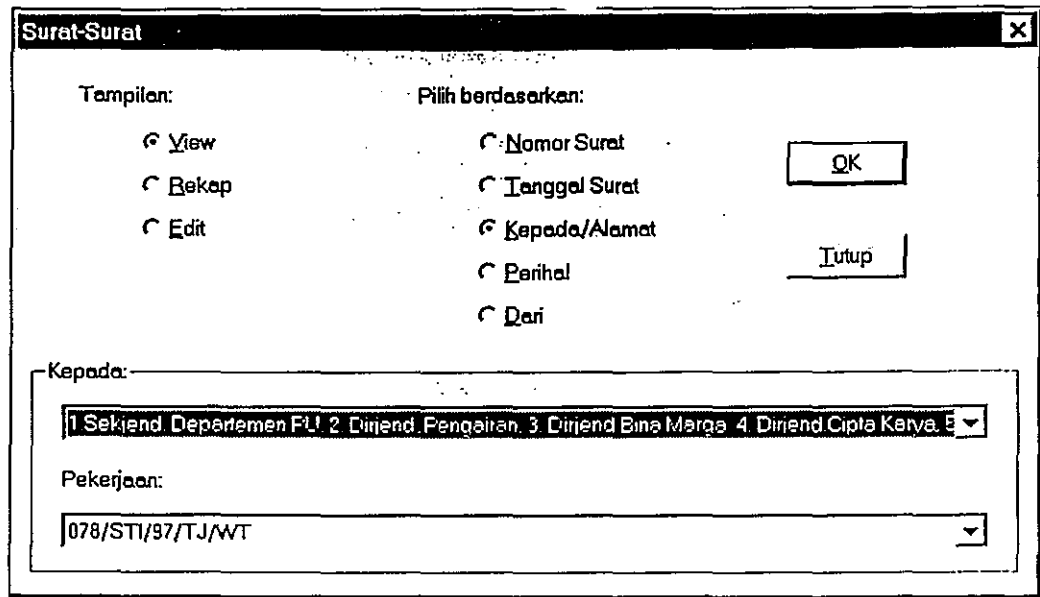 Surat-Surat
Tampilan:
View
Rekap
Edit
Pilih berdasarkan:
Nomor Surat
Tanggal Surat
Kepada/Alamat
Perihal
Dari
OK
Tutup
Kepada:
1.Sekjend. Departemen PU. 2. Dirjend. Pengairan. 3. Dirjend Bina Marga. 4. Dirjend.Cipta Karya.
Pekerjaan:
078/STI/97/TJ/WT